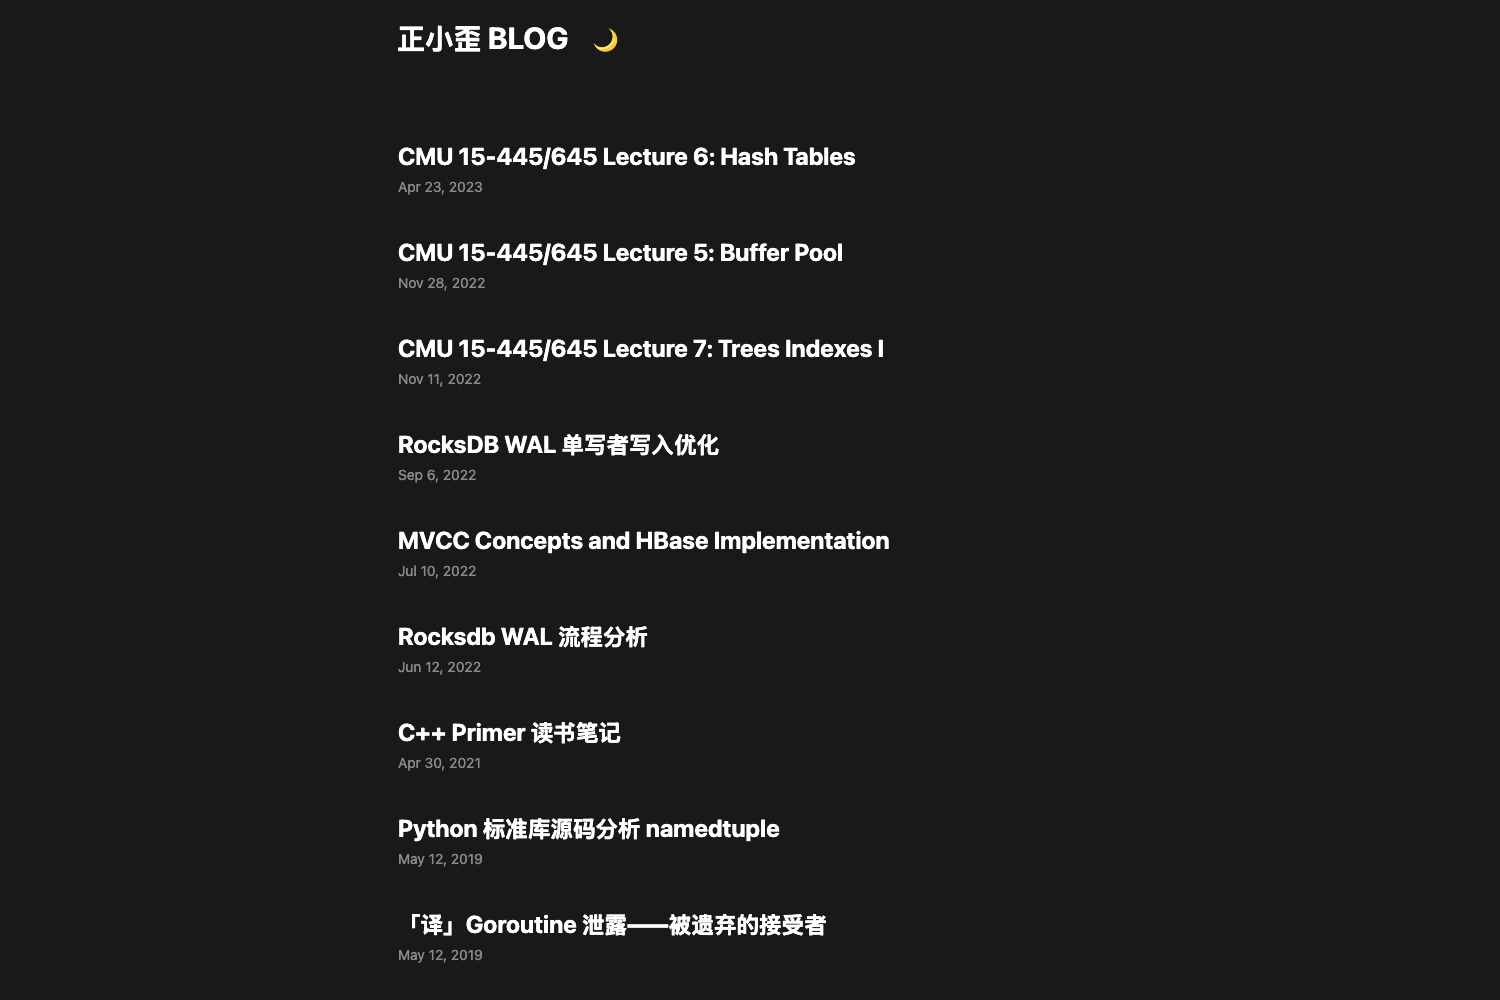 正小歪 BLOG 🌙
CMU 15-445/645 Lecture 6: Hash Tables
Apr 23, 2023
CMU 15-445/645 Lecture 5: Buffer Pool
Nov 28, 2022
CMU 15-445/645 Lecture 7: Trees Indexes I
Nov 11, 2022
RocksDB WAL 单写者写入优化
Sep 6, 2022
MVCC Concepts and HBase Implementation
Jul 10, 2022
Rocksdb WAL 流程分析
Jun 12, 2022
C++ Primer 读书笔记
Apr 30, 2021
Python 标准库源码分析 namedtuple
May 12, 2019
「译」Goroutine 泄露——被遗弃的接受者
May 12, 2019